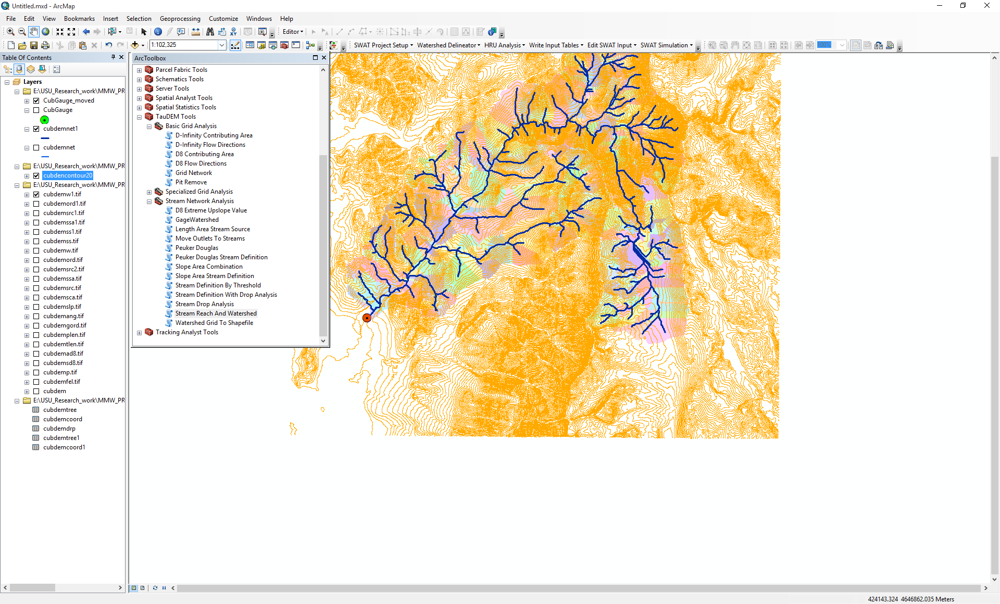 Untitled.mxd - ArcMap
File Edit View Bookmarks Insert Selection Geoprocessing Customize Windows Help
Editor
1:102,325
SWAT Project Setup Watershed Delineator HRU Analysis Write Input Tables Edit SWAT Input SWAT Simulation 100%
Table Of Contents
Layers
E:\USU_Research_work\MMW_PR
CubGauge_moved
CubGauge
cubdemnet1
cubdemnet
E:\USU_Research_work\MMW_PR
cubdencontour20
E:\USU_Research_work\MMW_PR
cubdemw1.tif
cubdemord1.tif
cubdemsrc1.tif
cubdemssa1.tif
cubdemss1.tif
cubdemss.tif
cubdemw.tif
cubdemord.tif
cubdemsrc2.tif
cubdemssa.tif
cubdemsrc.tif
cubdemsca.tif
cubdemslp.tif
cubdemang.tif
cubdemgord.tif
cubdemplen.tif
cubdemtlen.tif
cubdemad8.tif
cubdemsd8.tif
cubdemp.tif
cubdemfel.tif
cubdem
E:\USU_Research_work\MMW_PR
cubdemtree
cubdemcoord
cubdemdrp
cubdemtree1
cubdemcoord1
ArcToolbox
Parcel Fabric Tools
Schematics Tools
Server Tools
Spatial Analyst Tools
Spatial Statistics Tools
TauDEM Tools
Basic Grid Analysis
D-Infinity Contributing Area
D-Infinity Flow Directions
D8 Contributing Area
D8 Flow Directions
Grid Network
Pit Remove
Specialized Grid Analysis
Stream Network Analysis
D8 Extreme Upslope Value
GageWatershed
Length Area Stream Source
Move Outlets To Streams
Peuker Douglas
Peuker Douglas Stream Definition
Slope Area Combination
Slope Area Stream Definition
Stream Definition By Threshold
Stream Definition With Drop Analysis
Stream Drop Analysis
Stream Reach And Watershed
Watershed Grid To Shapefile
Tracking Analyst Tools
424143.324 4646862.035 Meters